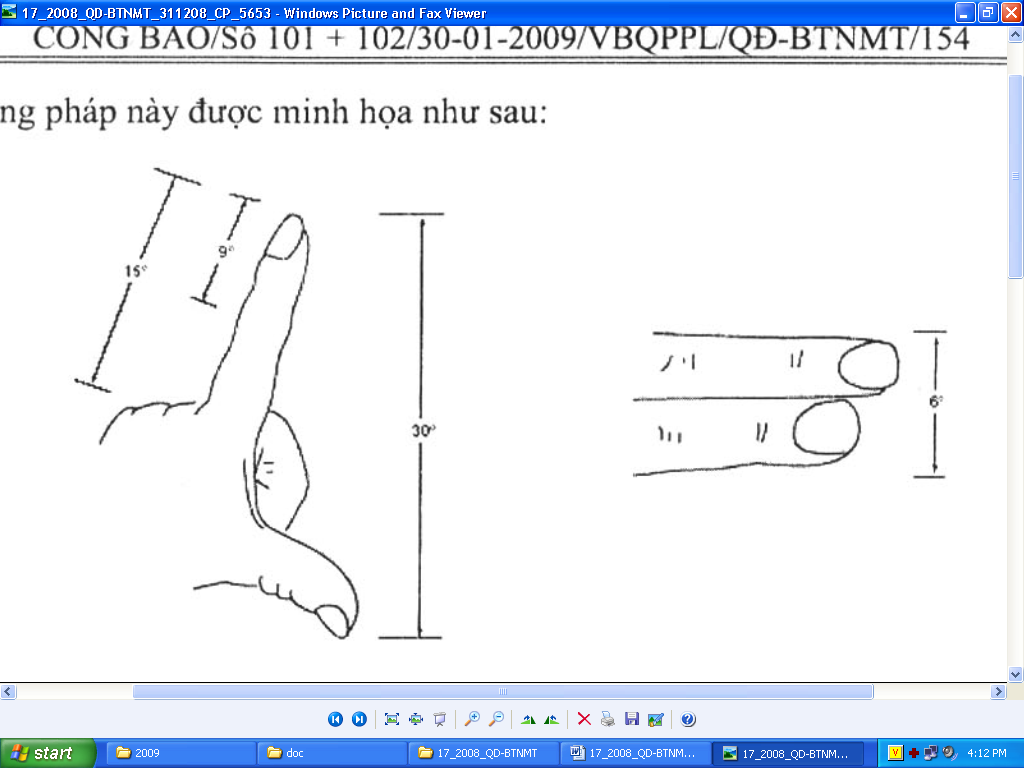 17_2008_QD-BTNMT_311208_CP_5653 - Windows Picture and Fax Viewer
CÔNG BÁO/Số 101 + 102/30-01-2009/VBQPPL/QĐ-BTNMT/154
ng pháp này được minh họa như sau:
9°
15°
30°
6°
start
2009
doc
17_2008_QD-BTNMT
17_2008_QD-BTNM...
17_2008_QD-BTNM...
V
4:12 PM